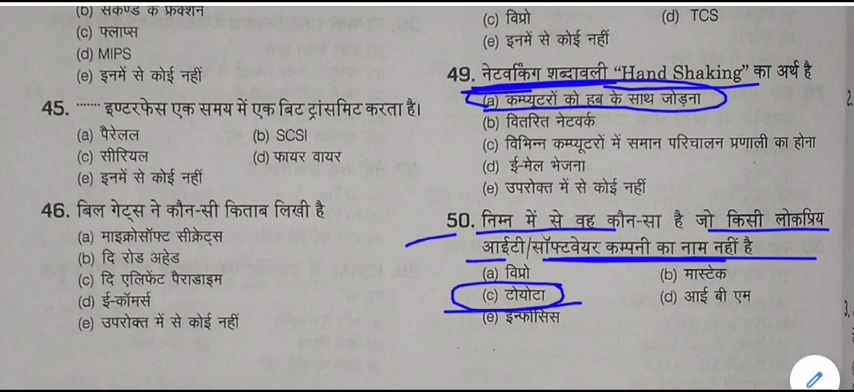 (b) सेकण्ड के फ्रैक्शन
(c) फ्लॉप्स
(d) MIPS
(e) इनमें से कोई नहीं
45. ...... इण्टरफेस एक समय में एक बिट ट्रांसमिट करता है।
(a) पैरेलल (b) SCSI
(c) सीरियल (d) फायर वायर
(e) इनमें से कोई नहीं
46. बिल गेट्स ने कौन-सी किताब लिखी है
(a) माइक्रोसॉफ्ट सीक्रेट्स
(b) दि रोड अहेड
(c) दि एलिफेंट पैराडाइम
(d) ई-कॉमर्स
(e) उपरोक्त में से कोई नहीं
(c) विप्रो (d) TCS
(e) इनमें से कोई नहीं
49. नेटवर्किंग शब्दावली “Hand Shaking” का अर्थ है
(a) कम्प्यूटरों को हब के साथ जोड़ना
(b) वितरित नेटवर्क
(c) विभिन्न कम्प्यूटरों में समान परिचालन प्रणाली का होना
(d) ई-मेल भेजना
(e) उपरोक्त में से कोई नहीं
50. निम्न में से वह कौन-सा है जो किसी लोकप्रिय
आईटी/सॉफ्टवेयर कम्पनी का नाम नहीं है
(a) विप्रो (b) मास्टेक
(c) टोयोटा (d) आई बी एम
(e) इन्फोसिस